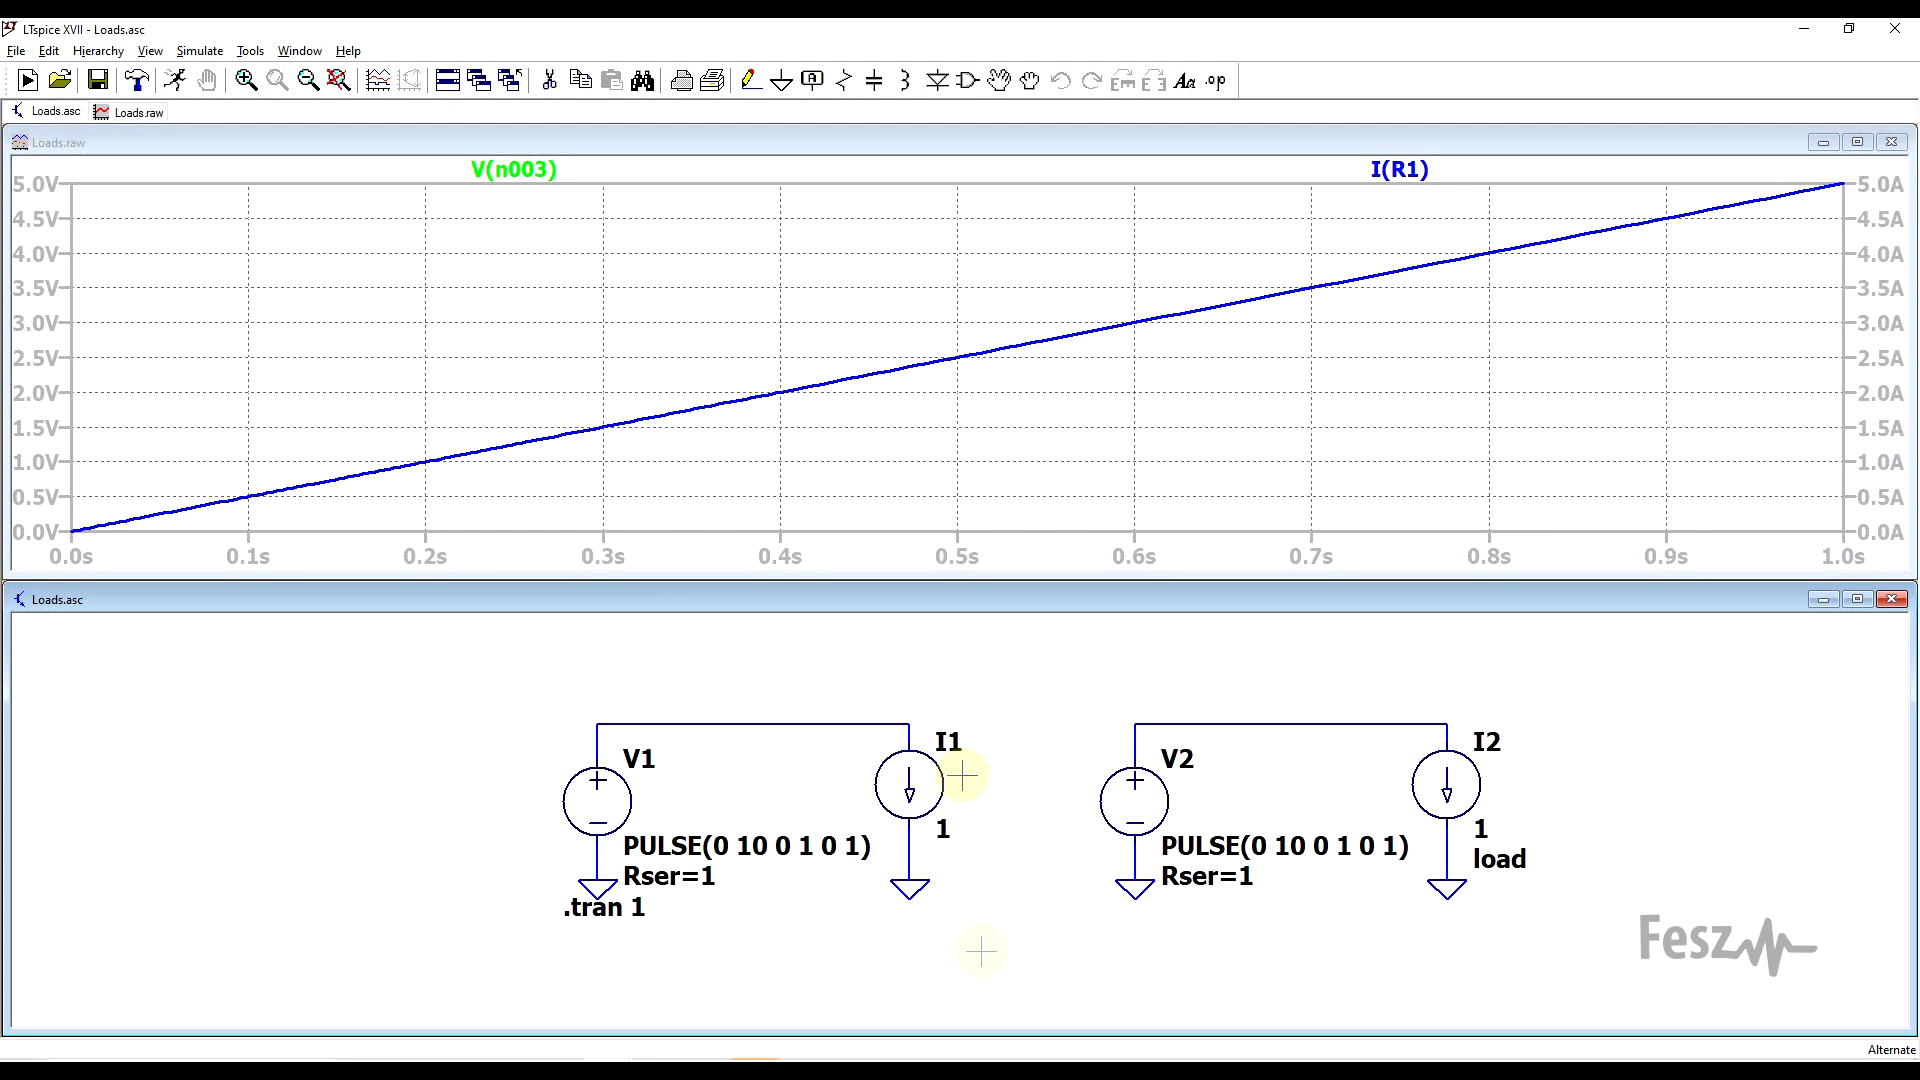 LTspice XVII - Loads.asc
File Edit Hierarchy View Simulate Tools Window Help
Aa .op
Loads.asc Loads.raw
Loads.raw
V(n003) I(R1)
5.0V 5.0A
4.5V 4.5A
4.0V 4.0A
3.5V 3.5A
3.0V 3.0A
2.5V 2.5A
2.0V 2.0A
1.5V 1.5A
1.0V 1.0A
0.5V 0.5A
0.0V 0.0A
0.0s 0.1s 0.2s 0.3s 0.4s 0.5s 0.6s 0.7s 0.8s 0.9s 1.0s
Loads.asc
I1 I2
V1 V2
1 1
PULSE(0 10 0 1 0 1) PULSE(0 10 0 1 0 1)
load
Rser=1 Rser=1
.tran 1
Fesz
Alternate